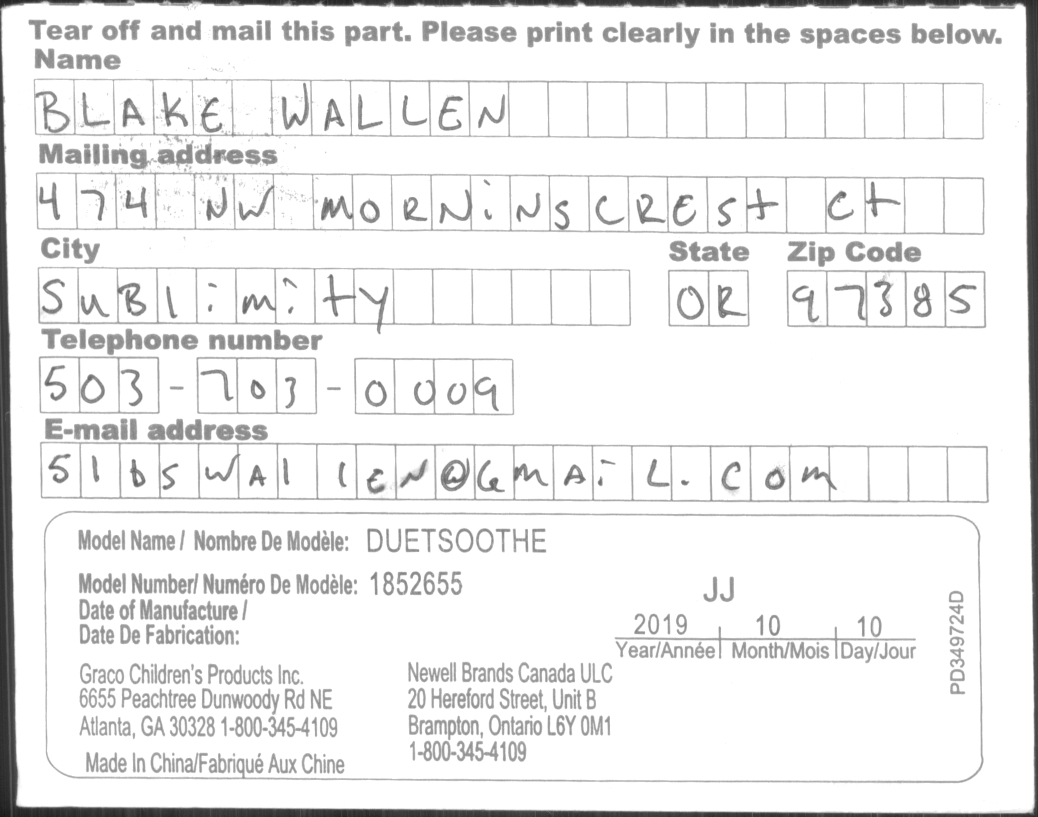 Tear off and mail this part. Please print clearly in the spaces below.
Name
BLAKE WALLEN
Mailing address
474 NW MORNiNSCREST Ct
City State Zip Code
SuBlimity OR 97385
Telephone number
503-703-0009
E-mail address
51bsWAllEN@GMAiL.COM
Model Name / Nombre De Modèle: DUETSOOTHE
Model Number/ Numéro De Modèle: 1852655
JJ
Date of Manufacture /
Date De Fabrication:
2019 10 10
Year/Année Month/Mois Day/Jour
PD349724D
Graco Children's Products Inc.
6655 Peachtree Dunwoody Rd NE
Atlanta, GA 30328 1-800-345-4109
Made In China/Fabriqué Aux Chine
Newell Brands Canada ULC
20 Hereford Street, Unit B
Brampton, Ontario L6Y 0M1
1-800-345-4109